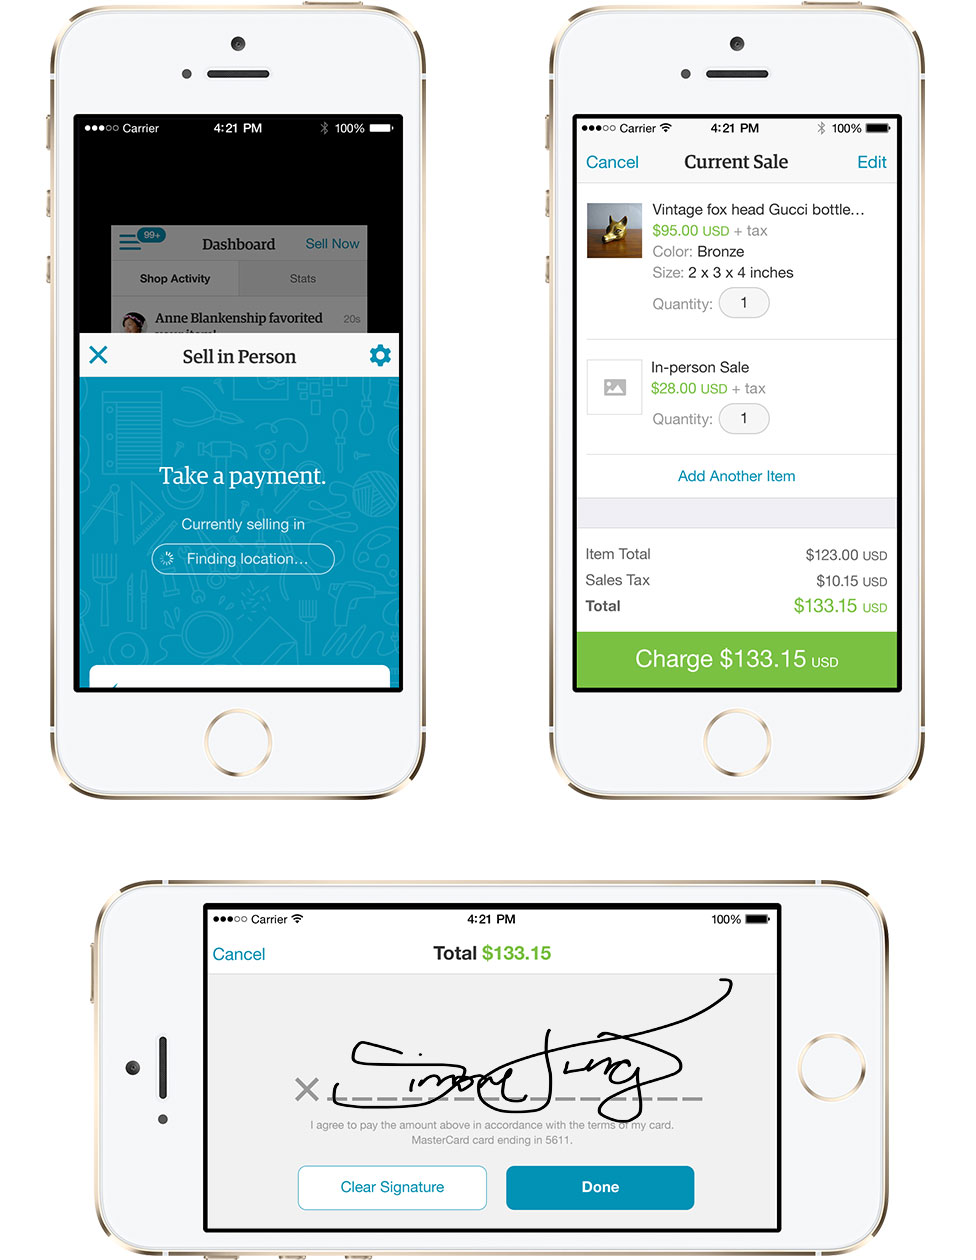 Carrier 4:21 PM 100%
99+
Dashboard Sell Now
Shop Activity Stats
Anne Blankenship favorited 20s
Sell in Person
Take a payment.
Currently selling in
Finding location...
Carrier 4:21 PM 100%
Cancel Current Sale Edit
Vintage fox head Gucci bottle...
$95.00 USD + tax
Color: Bronze
Size: 2 x 3 x 4 inches
Quantity: 1
In-person Sale
$28.00 USD + tax
Quantity: 1
Add Another Item
Item Total $123.00 USD
Sales Tax $10.15 USD
Total $133.15 USD
Charge $133.15 USD
Carrier 4:21 PM 100%
Cancel Total $133.15
Simone
I agree to pay the amount above in accordance with the terms of my card.
MasterCard card ending in 5611.
Clear Signature Done